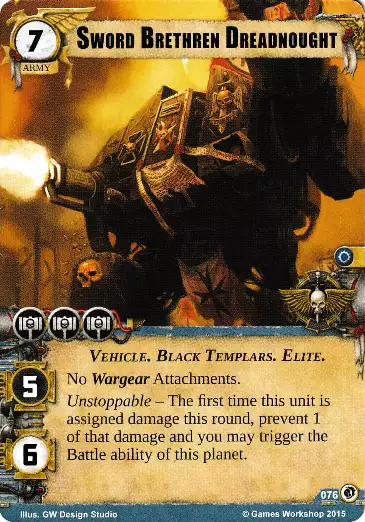 7
ARMY
SWORD BRETHREN DREADNOUGHT
VEHICLE. BLACK TEMPLARS. ELITE.
5
No Wargear Attachments.
Unstoppable – The first time this unit is
assigned damage this round, prevent 1
of that damage and you may trigger the
Battle ability of this planet.
6
076
Illus. GW Design Studio
© Games Workshop 2015